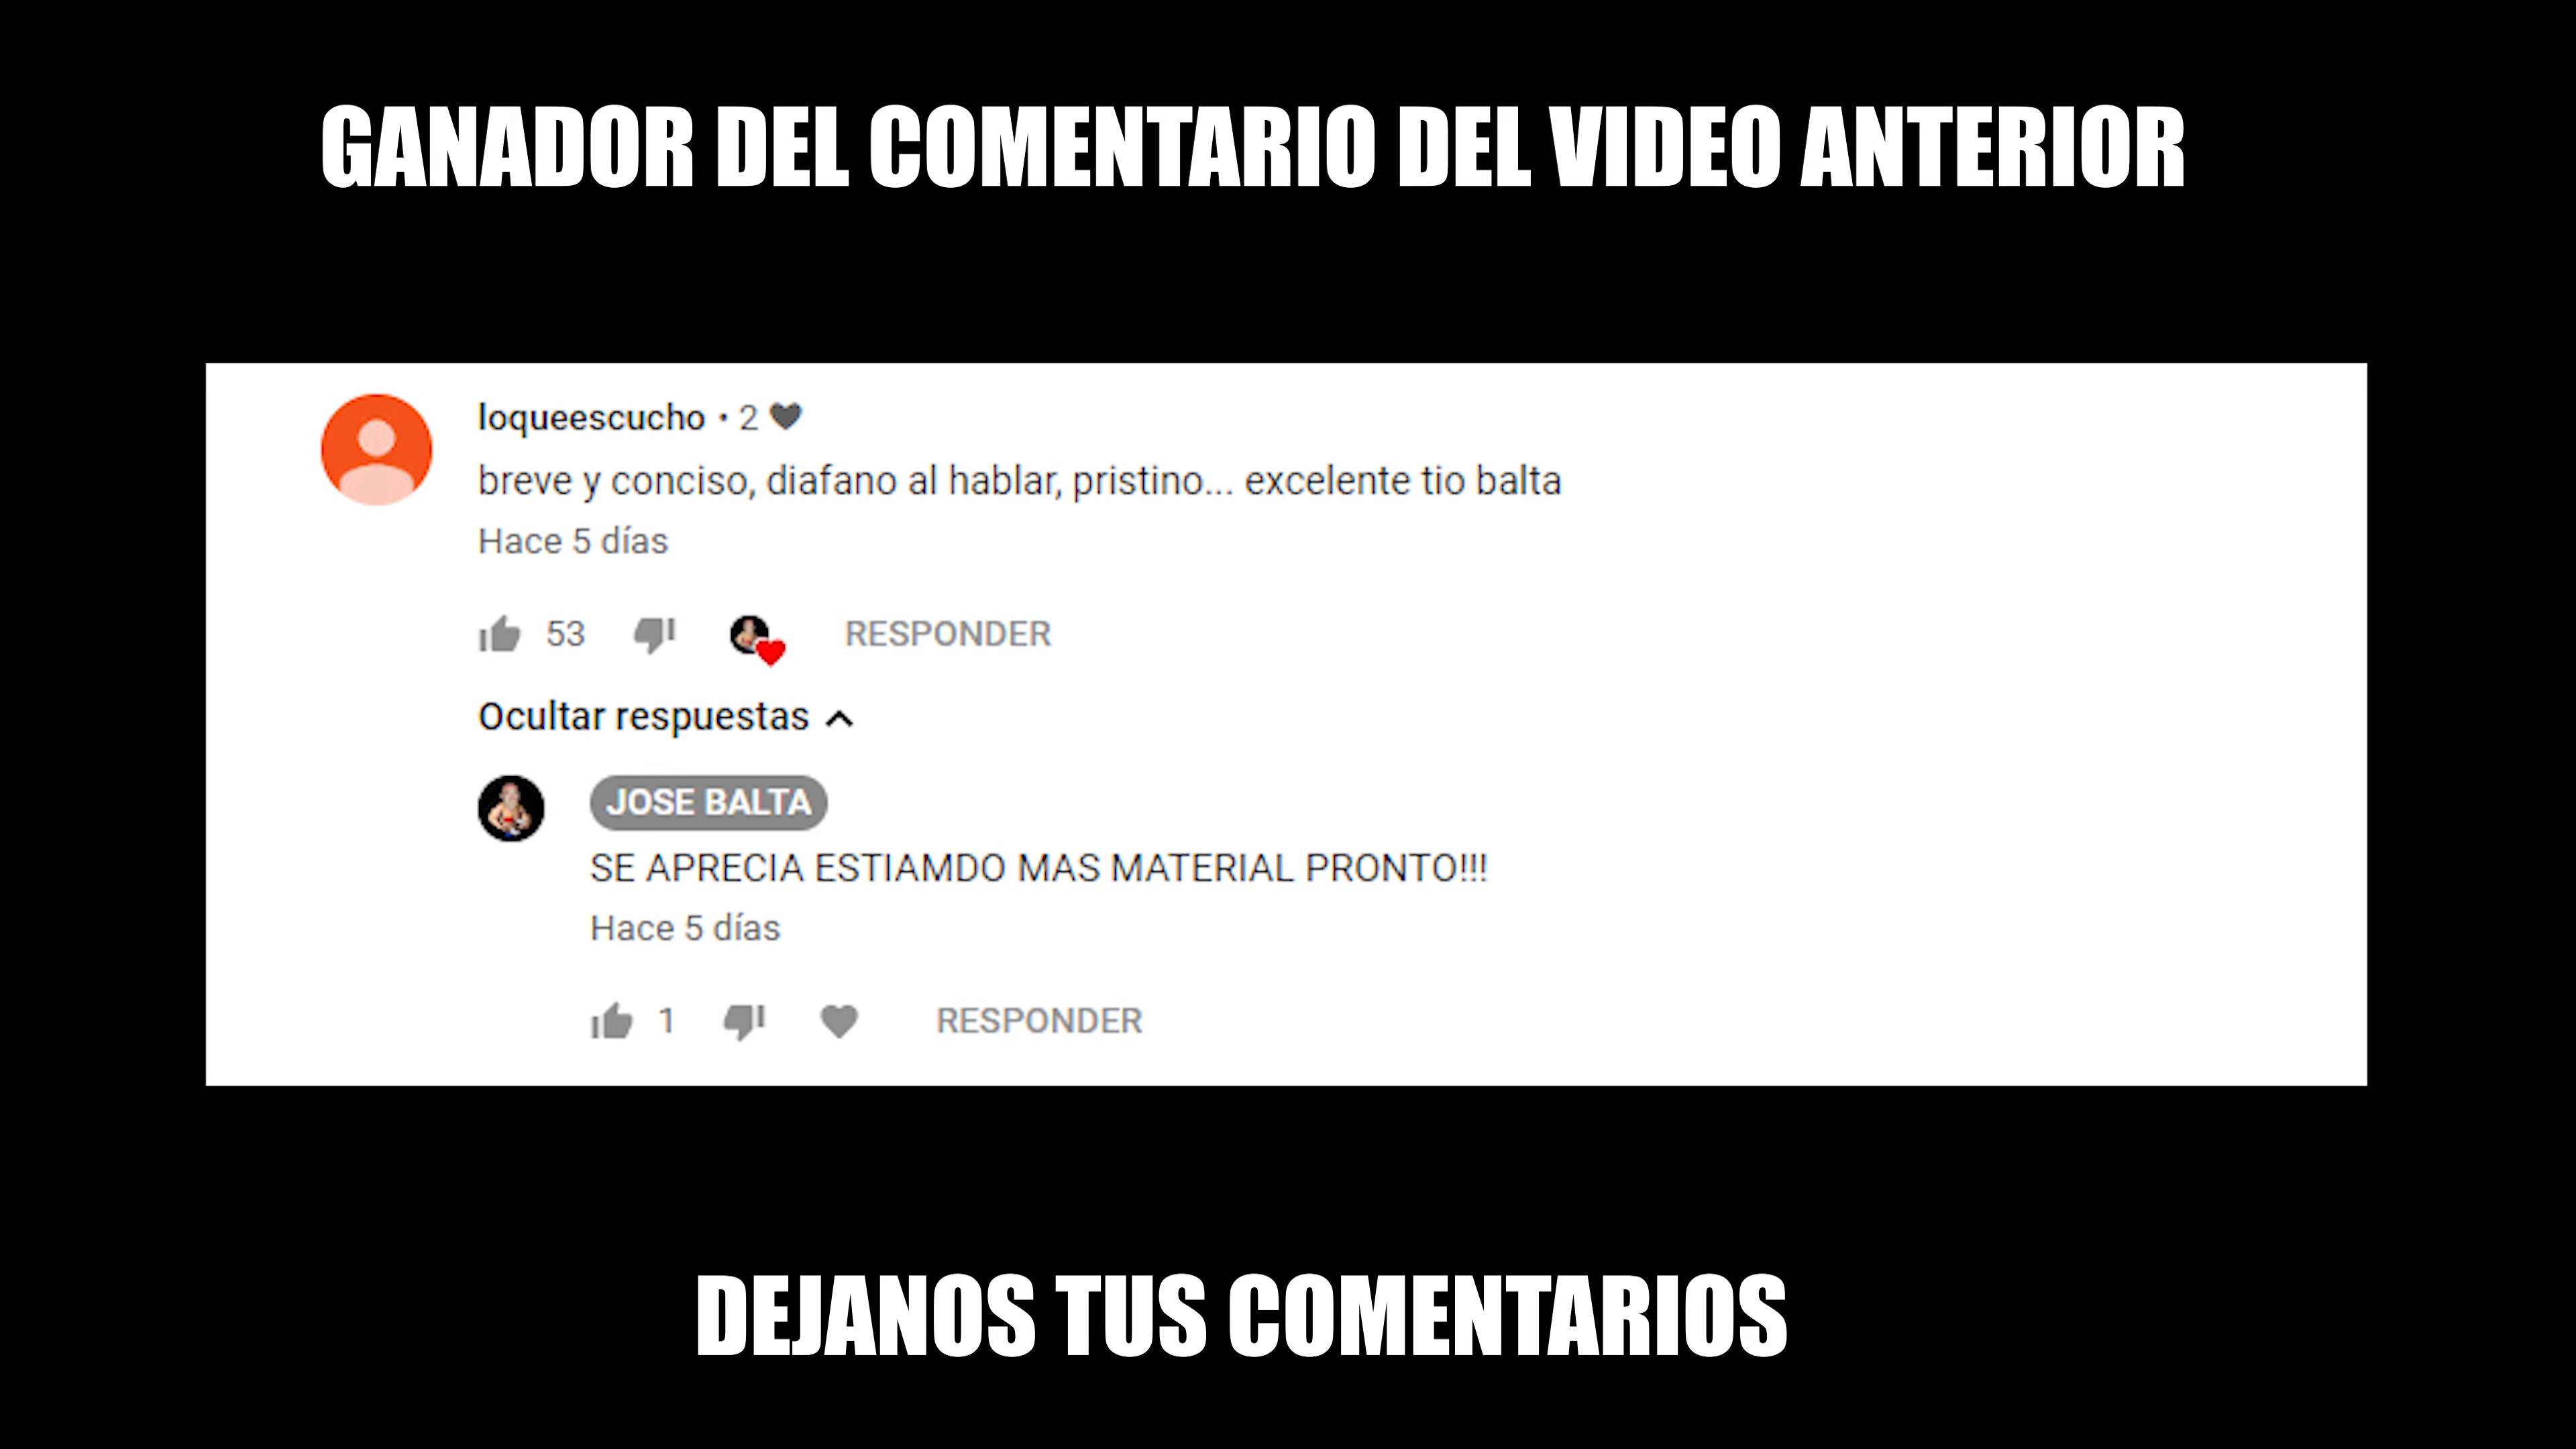 GANADOR DEL COMENTARIO DEL VIDEO ANTERIOR
loqueescucho • 2
breve y conciso, diafano al hablar, pristino... excelente tio balta
Hace 5 días
53 RESPONDER
Ocultar respuestas
JOSE BALTA
SE APRECIA ESTIAMDO MAS MATERIAL PRONTO!!!
Hace 5 días
1 RESPONDER
DEJANOS TUS COMENTARIOS